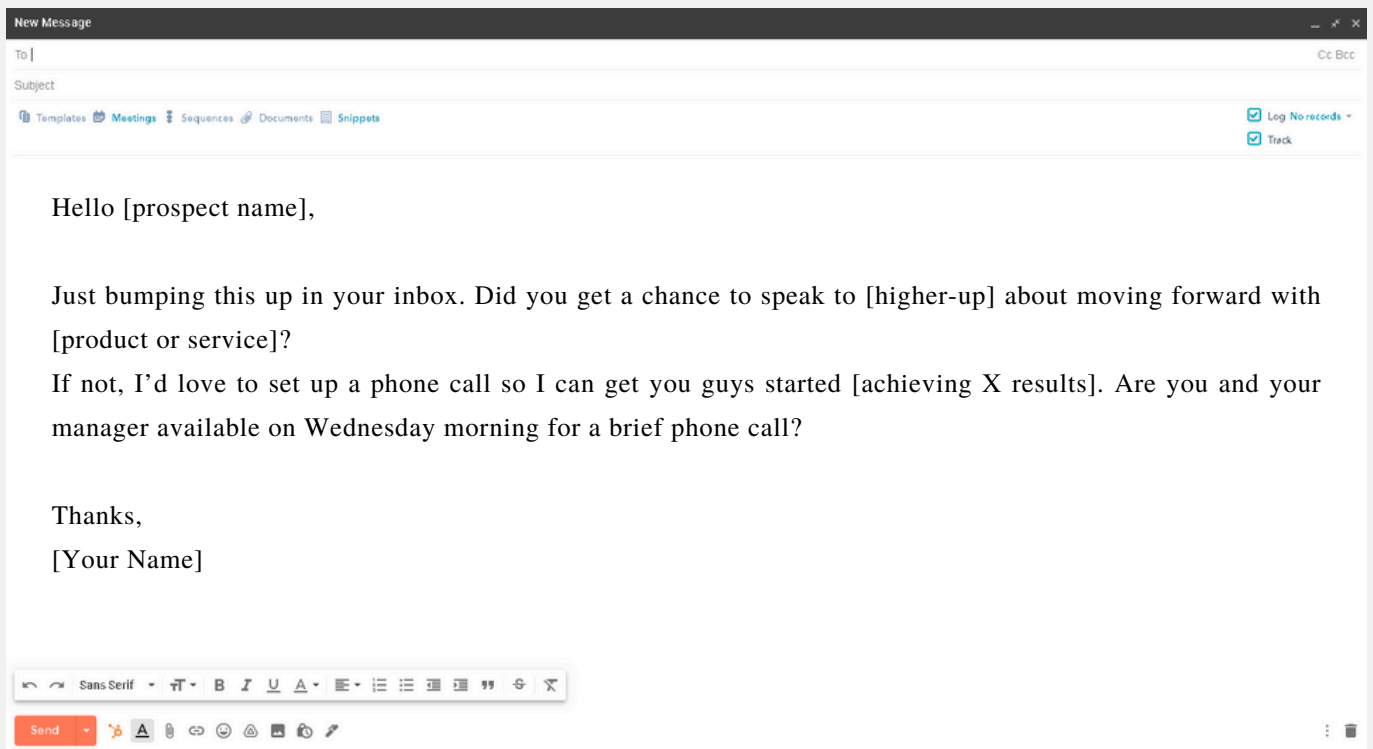 New Message
To
Cc Bcc
Subject
Templates Meetings Sequences Documents Snippets
Log No records
Track
Hello [prospect name],
Just bumping this up in your inbox. Did you get a chance to speak to [higher-up] about moving forward with
[product or service]?
If not, I’d love to set up a phone call so I can get you guys started [achieving X results]. Are you and your
manager available on Wednesday morning for a brief phone call?
Thanks,
[Your Name]
Sans Serif
Send